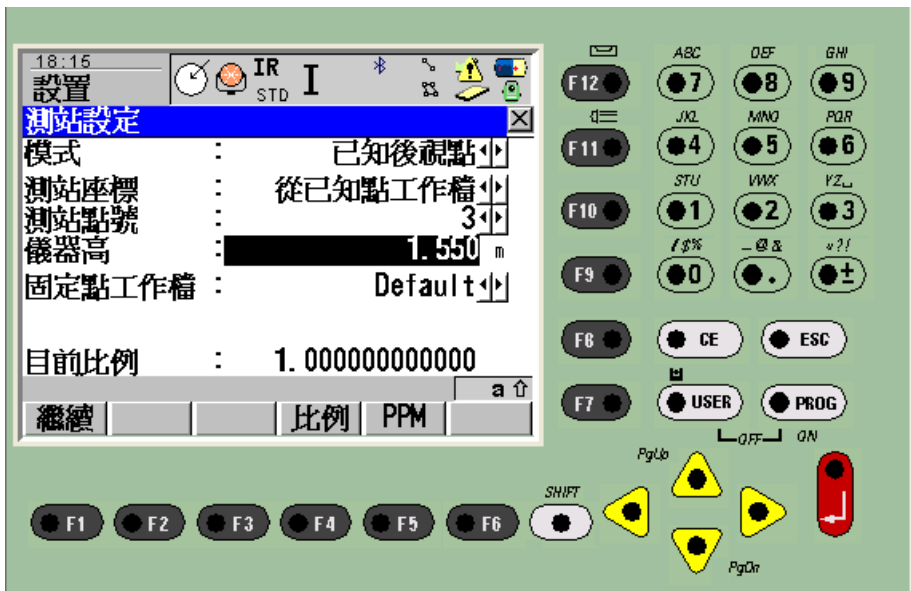 18:15
設置
IR
STD
I
測站設定
模式 : 已知後視點
測站座標 : 從已知點工作檔
測站點號 : 3
儀器高 : 1.550 m
固定點工作檔 : Default
目前比例 : 1.000000000000
a
繼續 比例 PPM
F12
ABC DEF GHI
7 8 9
F11
JKL MNO PQR
4 5 6
F10
STU VWX YZ
1 2 3
F9
/$% _@& «?!
0 . ±
F8 CE ESC
F7 USER PROG
OFF ON
PgUp
SHIFT
F1 F2 F3 F4 F5 F6
PgDn